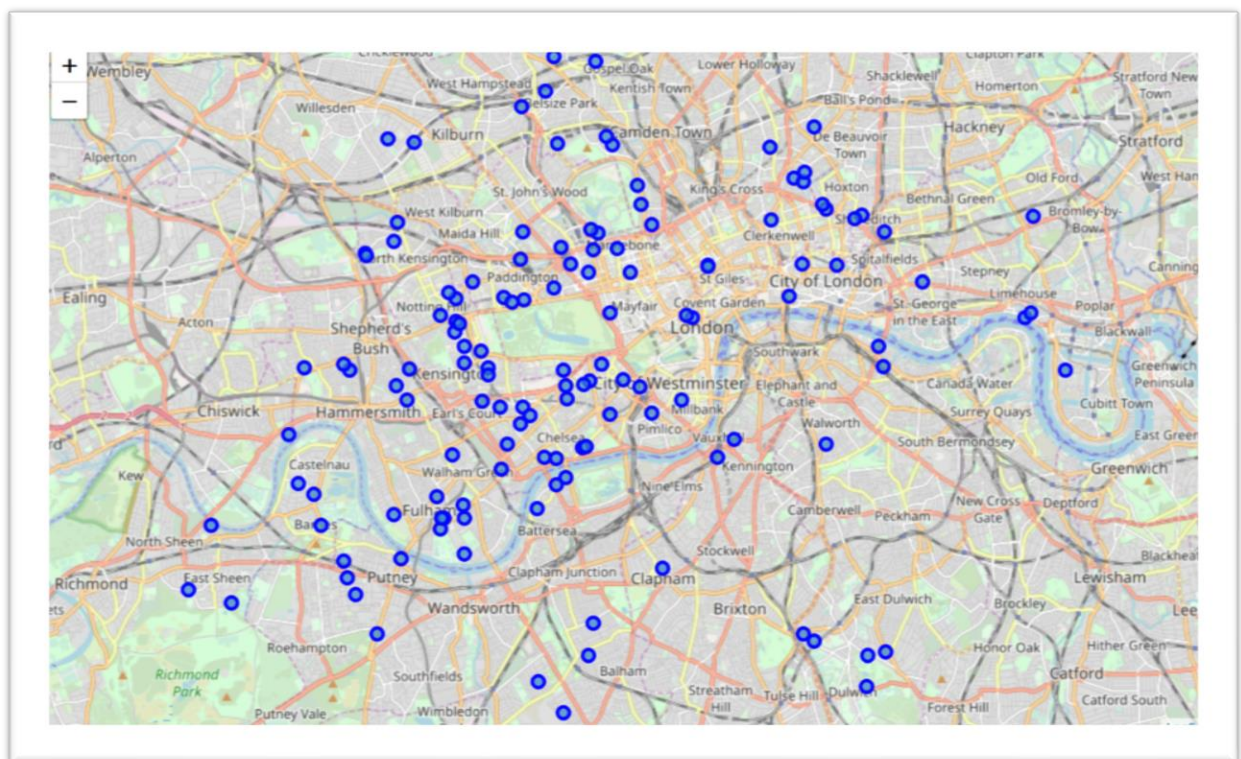 +
Wembley
Gospel Oak
Lower Holloway
Clapton Park
−
West Hampstead
Kentish Town
Shacklewell
Homerton
Stratford New
Town
Willesden
Belsize Park
Ball's Pond
Kilburn
Camden Town
De Beauvoir
Town
Hackney
Stratford
Alperton
St. John's Wood
King's Cross
Hoxton
Old Ford
West Ham
West Kilburn
Bethnal Green
Bromley-by-
Bow
Maida Hill
Clerkenwell
Spitalfields
Stepney
Canning
Paddington
St Giles
City of London
Ealing
Notting Hill
Mayfair
Covent Garden
St. George
in the East
Limehouse
Poplar
Acton
Shepherd's
Bush
London
Blackwall
Southwark
Kensington
City
Westminster
Elephant and
Castle
Canada Water
Greenwich
Peninsula
Chiswick
Hammersmith
Earl's Court
Millbank
Surrey Quays
Cubitt Town
Chelsea
Pimlico
Walworth
South Bermondsey
East Green
Kew
Castelnau
Walham Green
Kennington
Greenwich
Nine Elms
New Cross
Gate
Deptford
Fulham
Camberwell
Peckham
North Sheen
Battersea
Stockwell
Blackheat
Richmond
East Sheen
Putney
Clapham Junction
Clapham
Lewisham
Wandsworth
Brixton
East Dulwich
Brockley
Lee
Roehampton
Honor Oak
Hither Green
Richmond
Park
Southfields
Balham
Catford
Streatham
Hill
Tulse Hill
Dulwich
Catford South
Putney Vale
Wimbledon
Forest Hill